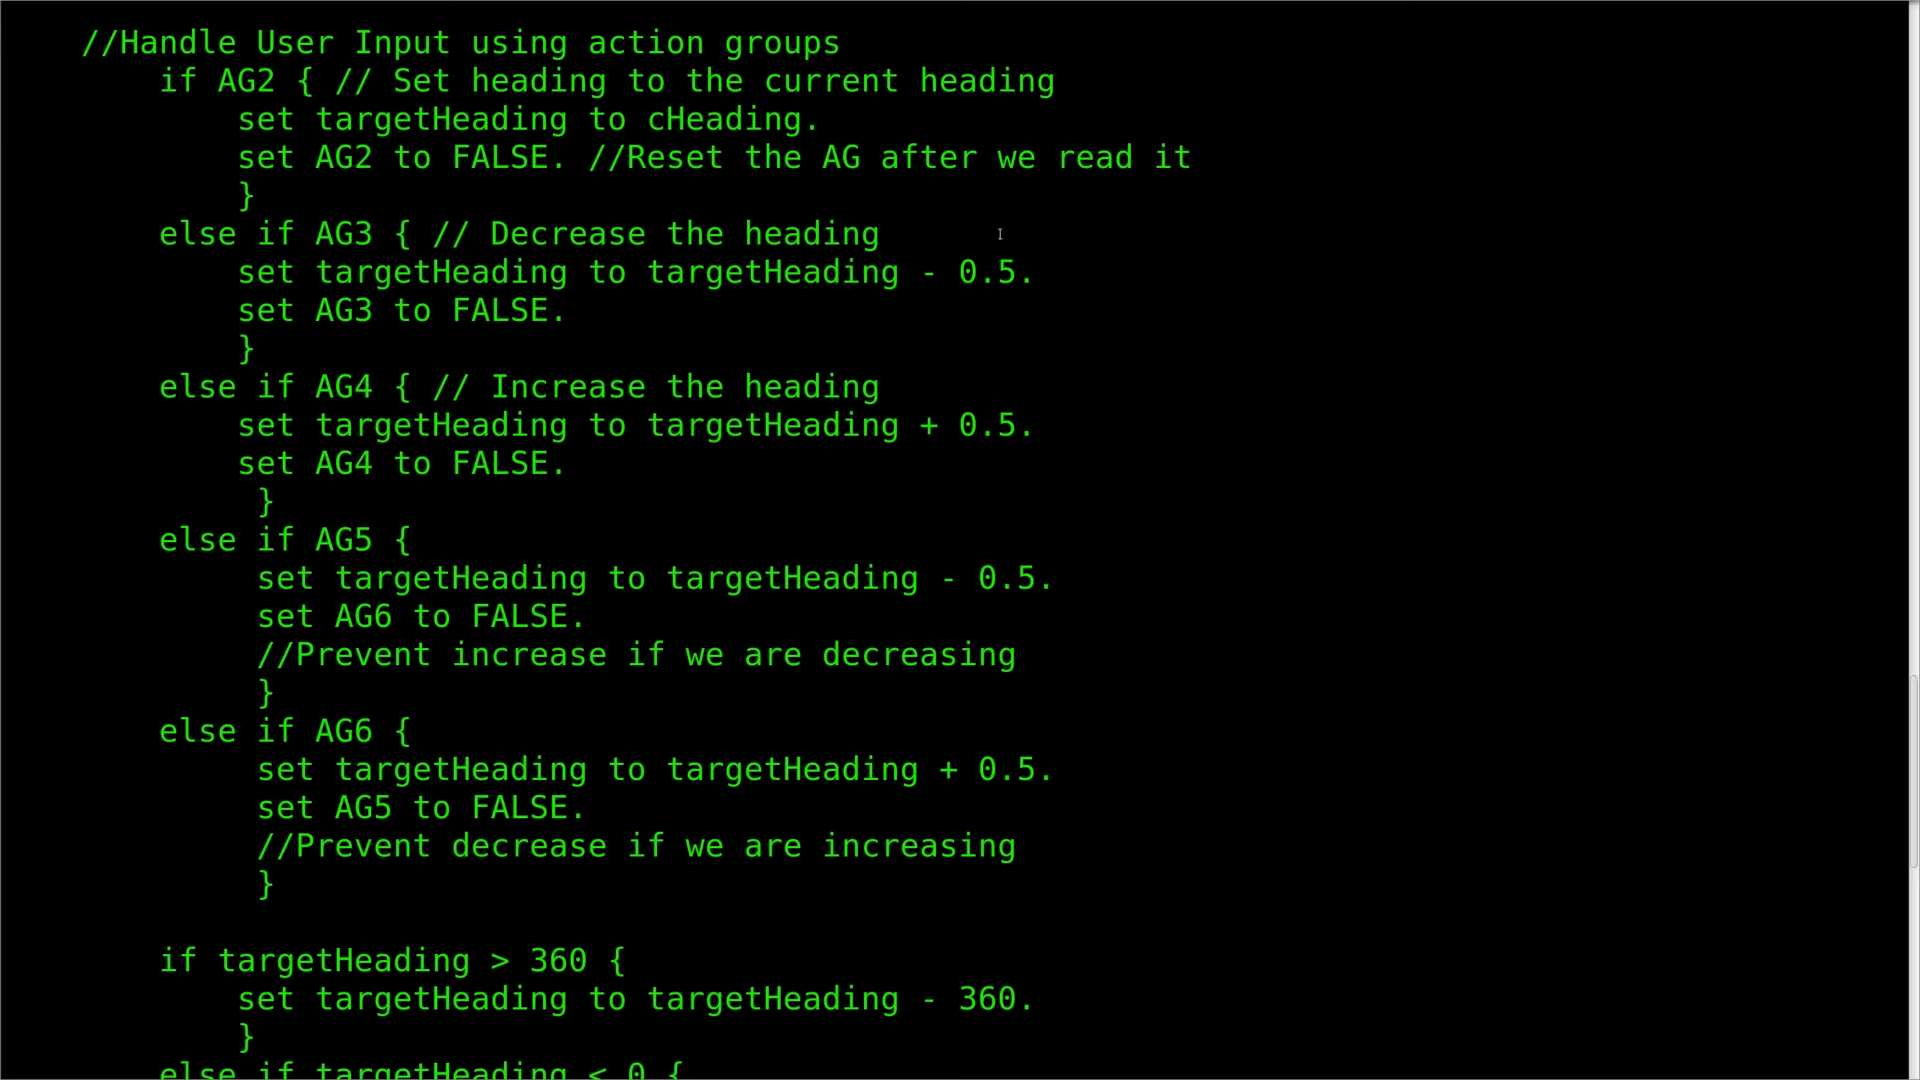 //Handle User Input using action groups
if AG2 { // Set heading to the current heading
set targetHeading to cHeading.
set AG2 to FALSE. //Reset the AG after we read it
}
else if AG3 { // Decrease the heading
set targetHeading to targetHeading - 0.5.
set AG3 to FALSE.
}
else if AG4 { // Increase the heading
set targetHeading to targetHeading + 0.5.
set AG4 to FALSE.
}
else if AG5 {
set targetHeading to targetHeading - 0.5.
set AG6 to FALSE.
//Prevent increase if we are decreasing
}
else if AG6 {
set targetHeading to targetHeading + 0.5.
set AG5 to FALSE.
//Prevent decrease if we are increasing
}
if targetHeading > 360 {
set targetHeading to targetHeading - 360.
}
else if targetHeading < 0 {